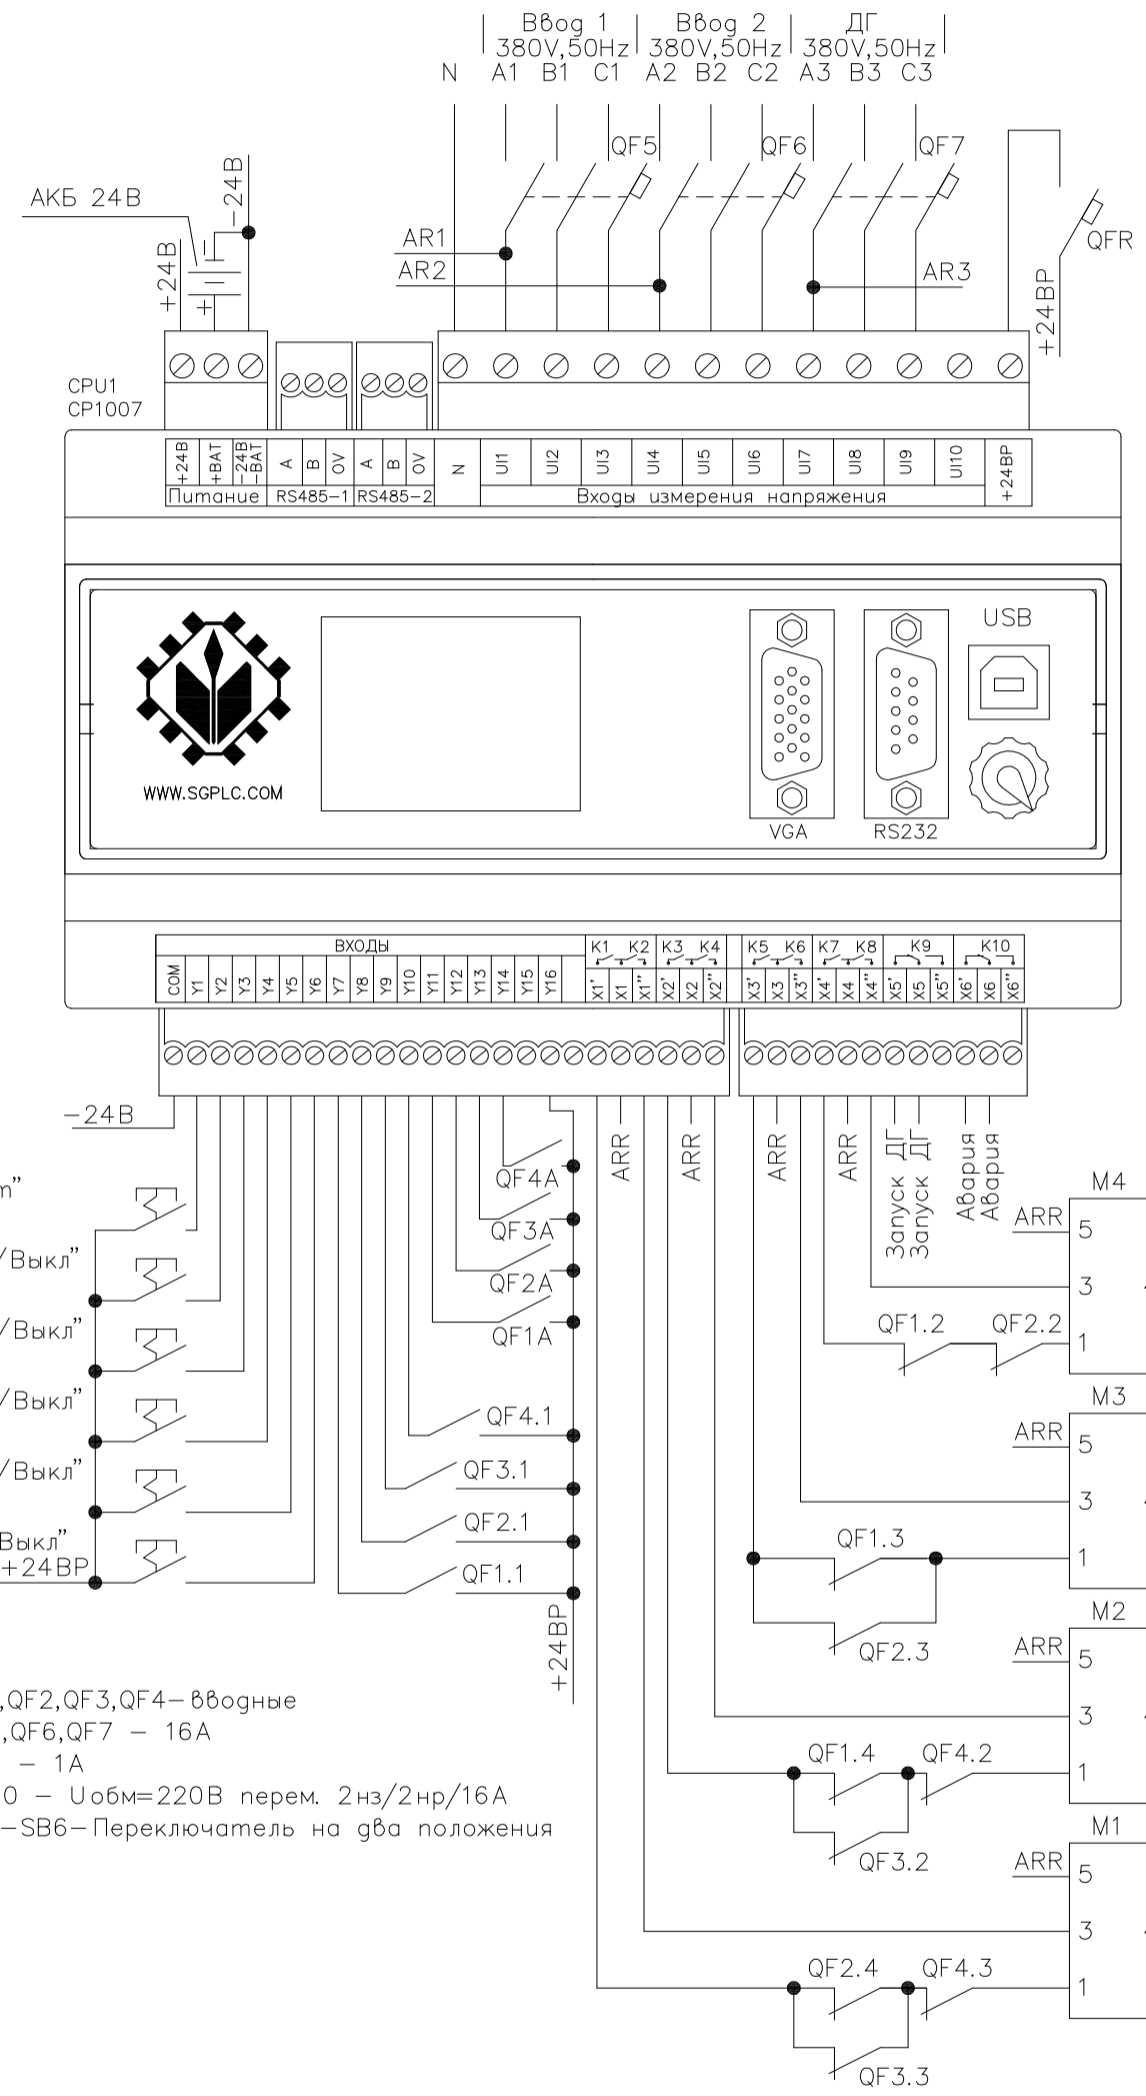 Ввод 1 Ввод 2 ДГ
380V,50Hz 380V,50Hz 380V,50Hz
N A1 B1 C1 A2 B2 C2 A3 B3 C3
QF5 QF6 QF7
АКБ 24В
-24В
+24В
QFR
AR1
AR2
AR3
+24ВР
+
CPU1
CP1007
+24В +BAT -24В -BAT A B 0V A B 0V N UI1 UI2 UI3 UI4 UI5 UI6 UI7 UI8 UI9 UI10 +24ВР
Питание RS485-1 RS485-2 Входы измерения напряжения
USB
WWW.SGPLC.COM
VGA RS232
ВХОДЫ K1 K2 K3 K4 K5 K6 K7 K8 K9 K10
COM Y1 Y2 Y3 Y4 Y5 Y6 Y7 Y8 Y9 Y10 Y11 Y12 Y13 Y14 Y15 Y16 X1' X1 X1" X2' X2 X2" X3' X3 X3" X4' X4 X4" X5' X5 X5" X6' X6 X6"
-24В
ARR ARR ARR ARR Запуск ДГ Запуск ДГ Авария Авария
QF4A
QF3A
QF2A
QF1A
/Выкл"
/Выкл"
/Выкл"
/Выкл"
Выкл"
+24ВР
QF4.1
QF3.1
QF2.1
QF1.1
+24ВР
M4
ARR 5
3
QF1.2 QF2.2 1
M3
ARR 5
3
QF1.3 1
QF2.3
M2
ARR 5
3
QF1.4 QF4.2 1
QF3.2
M1
ARR 5
3
QF2.4 QF4.3 1
QF3.3
,QF2,QF3,QF4-вводные
,QF6,QF7 - 16А
- 1А
0 - Uобм=220В перем. 2нз/2нр/16А
-SB6-Переключатель на два положения